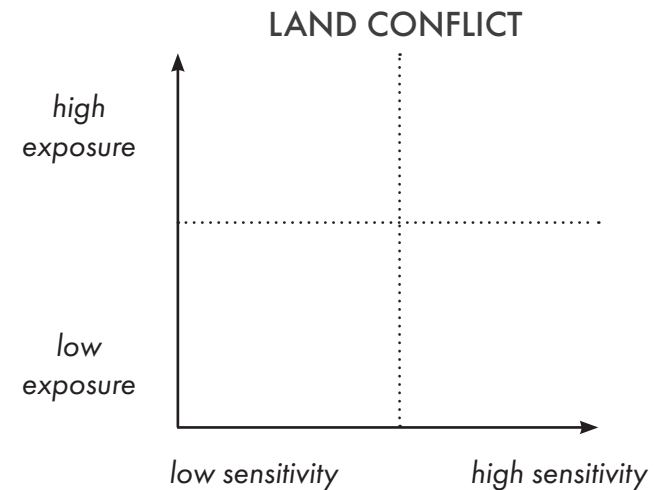 LAND CONFLICT
high
exposure
low
exposure
low sensitivity
high sensitivity